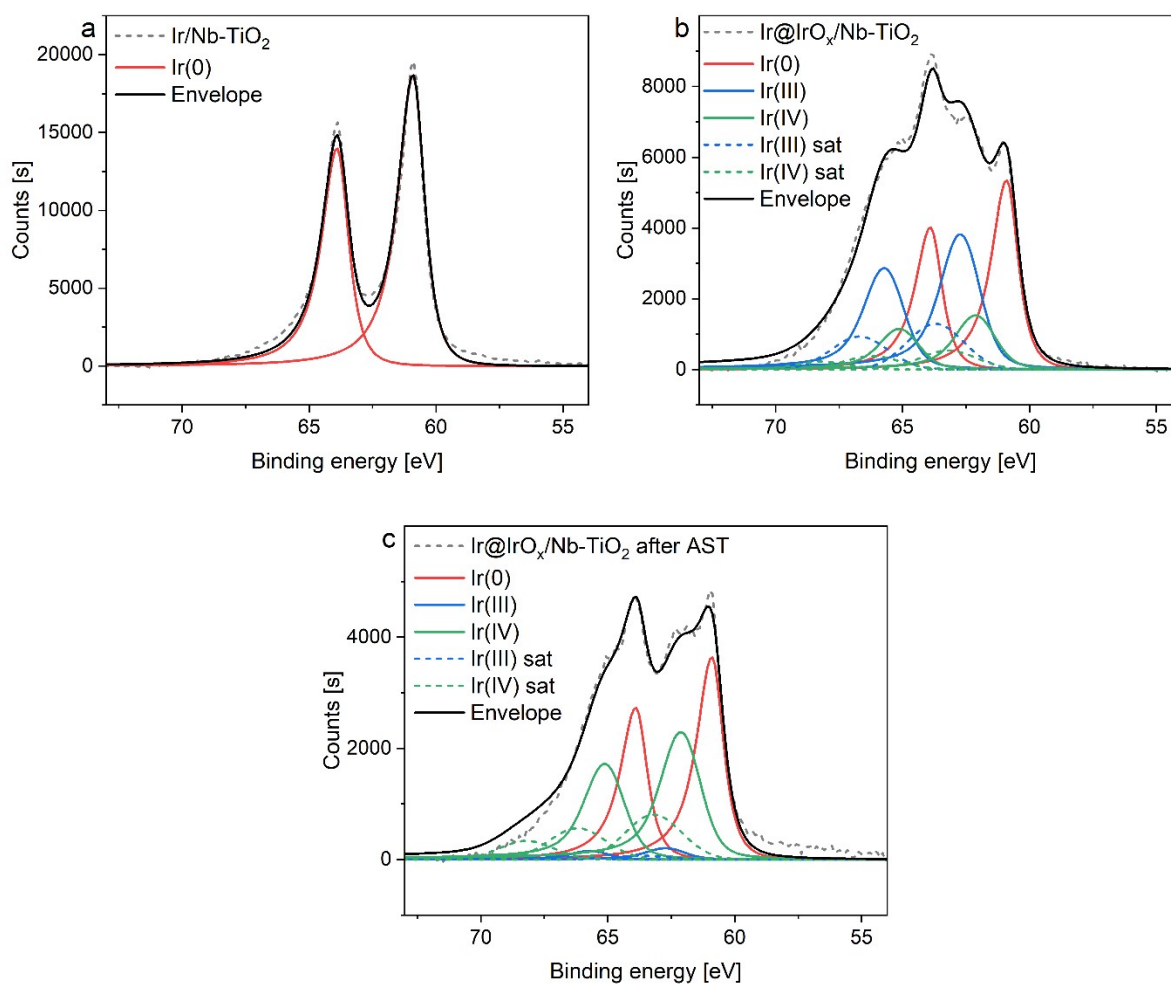 a
Ir/Nb-TiO₂
Ir(0)
Envelope
20000
15000
10000
5000
0
Counts [s]
70 65 60 55
Binding energy [eV]
b
Ir@IrOₓ/Nb-TiO₂
Ir(0)
Ir(III)
Ir(IV)
Ir(III) sat
Ir(IV) sat
Envelope
8000
6000
4000
2000
0
Counts [s]
70 65 60 55
Binding energy [eV]
c
Ir@IrOₓ/Nb-TiO₂ after AST
Ir(0)
Ir(III)
Ir(IV)
Ir(III) sat
Ir(IV) sat
Envelope
4000
2000
0
Counts [s]
70 65 60 55
Binding energy [eV]